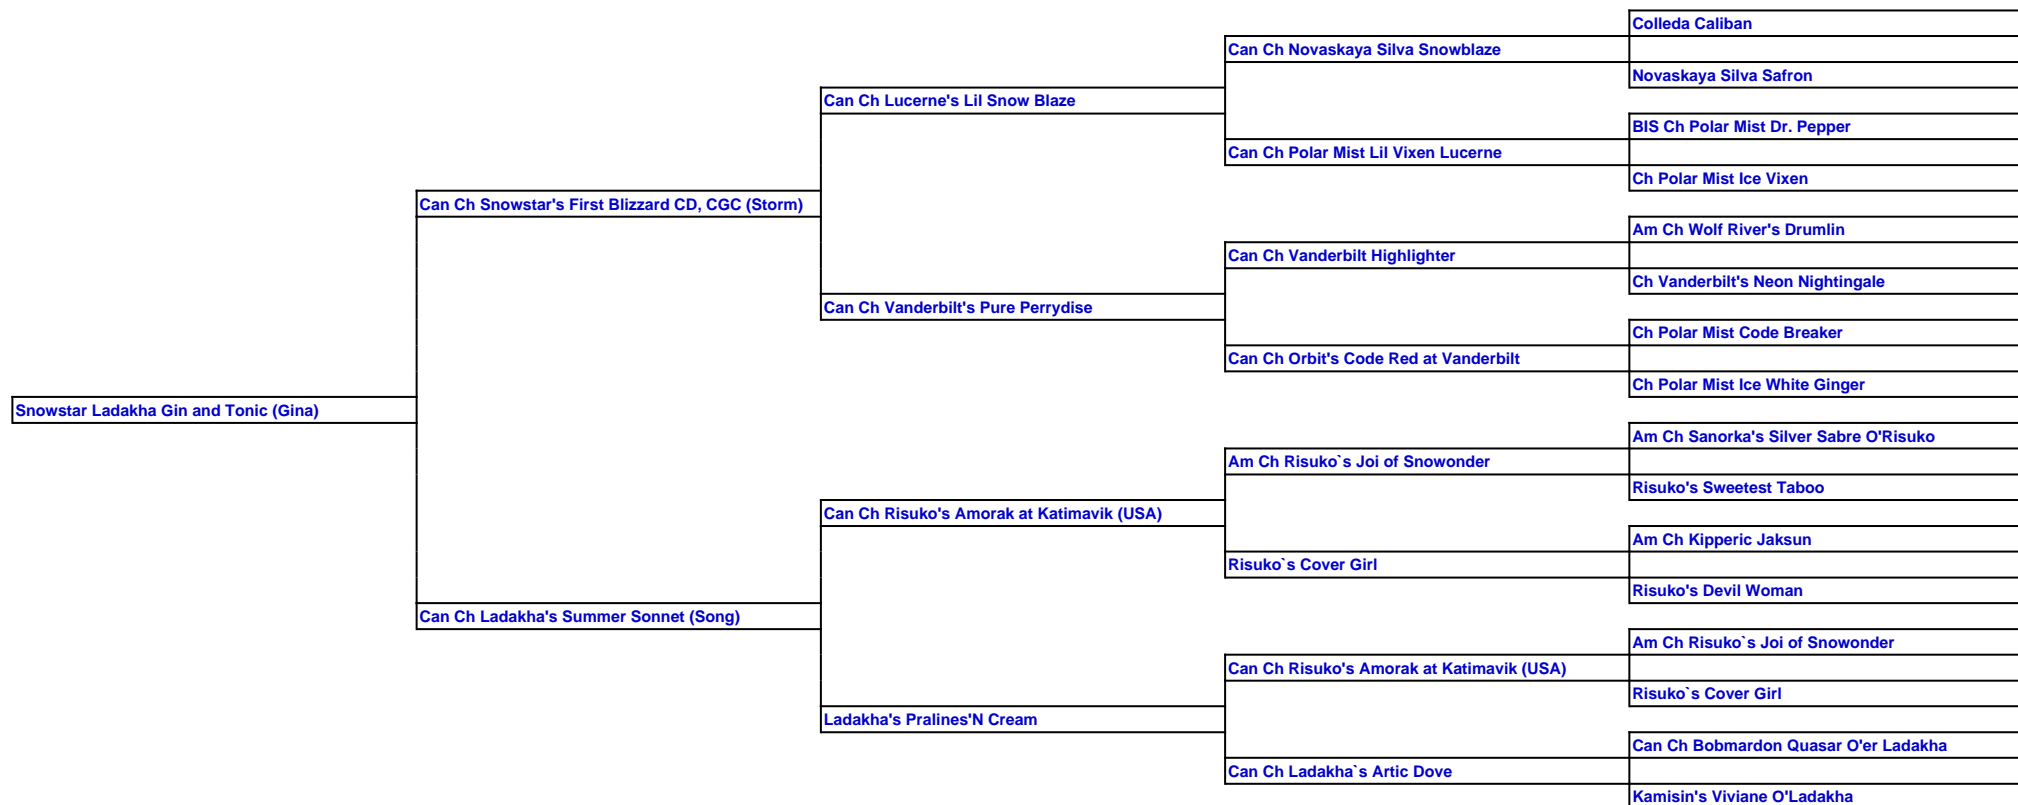 Colleda Caliban
Can Ch Novaskaya Silva Snowblaze
Novaskaya Silva Safron
Can Ch Lucerne's Lil Snow Blaze
BIS Ch Polar Mist Dr. Pepper
Can Ch Polar Mist Lil Vixen Lucerne
Ch Polar Mist Ice Vixen
Can Ch Snowstar's First Blizzard CD, CGC (Storm)
Am Ch Wolf River's Drumlin
Can Ch Vanderbilt Highlighter
Ch Vanderbilt's Neon Nightingale
Can Ch Vanderbilt's Pure Perrydise
Ch Polar Mist Code Breaker
Can Ch Orbit's Code Red at Vanderbilt
Ch Polar Mist Ice White Ginger
Snowstar Ladakha Gin and Tonic (Gina)
Am Ch Sanorka's Silver Sabre O'Risuko
Am Ch Risuko`s Joi of Snowonder
Risuko's Sweetest Taboo
Can Ch Risuko's Amorak at Katimavik (USA)
Am Ch Kipperic Jaksun
Risuko`s Cover Girl
Risuko's Devil Woman
Can Ch Ladakha's Summer Sonnet (Song)
Am Ch Risuko`s Joi of Snowonder
Can Ch Risuko's Amorak at Katimavik (USA)
Risuko`s Cover Girl
Ladakha's Pralines'N Cream
Can Ch Bobmardon Quasar O'er Ladakha
Can Ch Ladakha`s Artic Dove
Kamisin's Viviane O'Ladakha